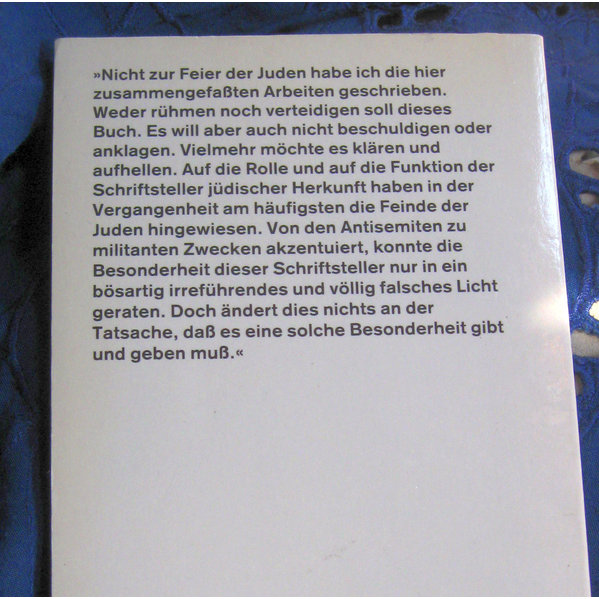 »Nicht zur Feier der Juden habe ich die hier
zusammengefaßten Arbeiten geschrieben.
Weder rühmen noch verteidigen soll dieses
Buch. Es will aber auch nicht beschuldigen oder
anklagen. Vielmehr möchte es klären und
aufhellen. Auf die Rolle und auf die Funktion der
Schriftsteller jüdischer Herkunft haben in der
Vergangenheit am häufigsten die Feinde der
Juden hingewiesen. Von den Antisemiten zu
militanten Zwecken akzentuiert, konnte die
Besonderheit dieser Schriftsteller nur in ein
bösartig irreführendes und völlig falsches Licht
geraten. Doch ändert dies nichts an der
Tatsache, daß es eine solche Besonderheit gibt
und geben muß.«